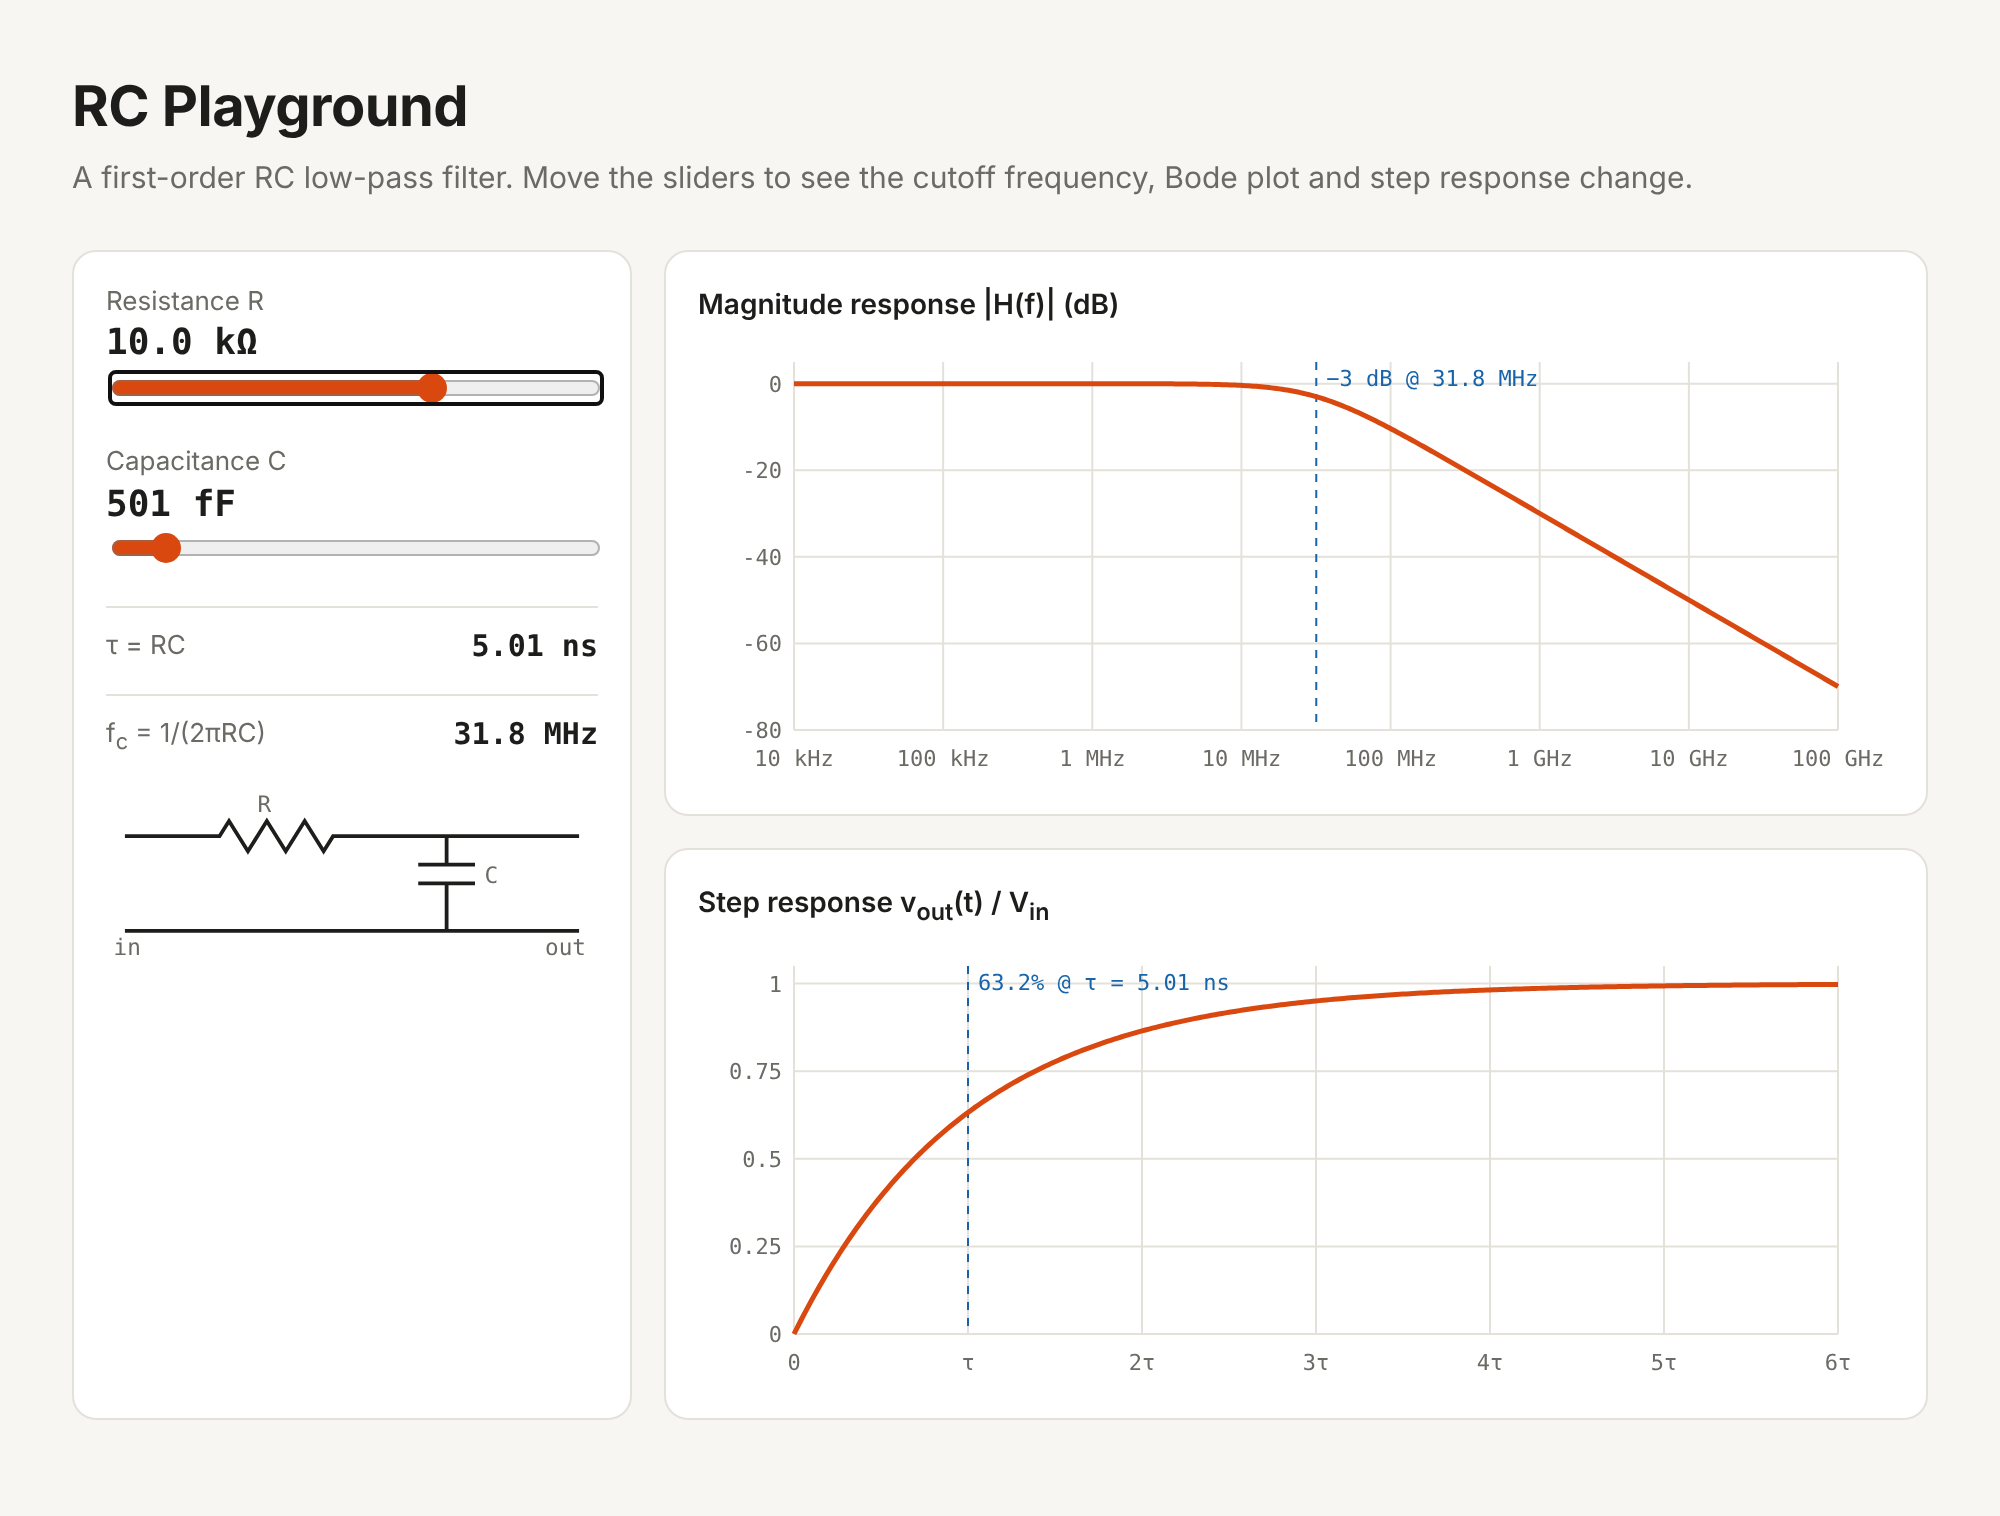 RC Playground
A first-order RC low-pass filter. Move the sliders to see the cutoff frequency, Bode plot and step response change.
Resistance R
10.0 kΩ
Capacitance C
501 fF
τ = RC
5.01 ns
fc = 1/(2πRC)
31.8 MHz
R
C
in
out
Magnitude response |H(f)| (dB)
−3 dB @ 31.8 MHz
0
-20
-40
-60
-80
10 kHz 100 kHz 1 MHz 10 MHz 100 MHz 1 GHz 10 GHz 100 GHz
Step response vout(t) / Vin
63.2% @ τ = 5.01 ns
1
0.75
0.5
0.25
0
0 τ 2τ 3τ 4τ 5τ 6τ